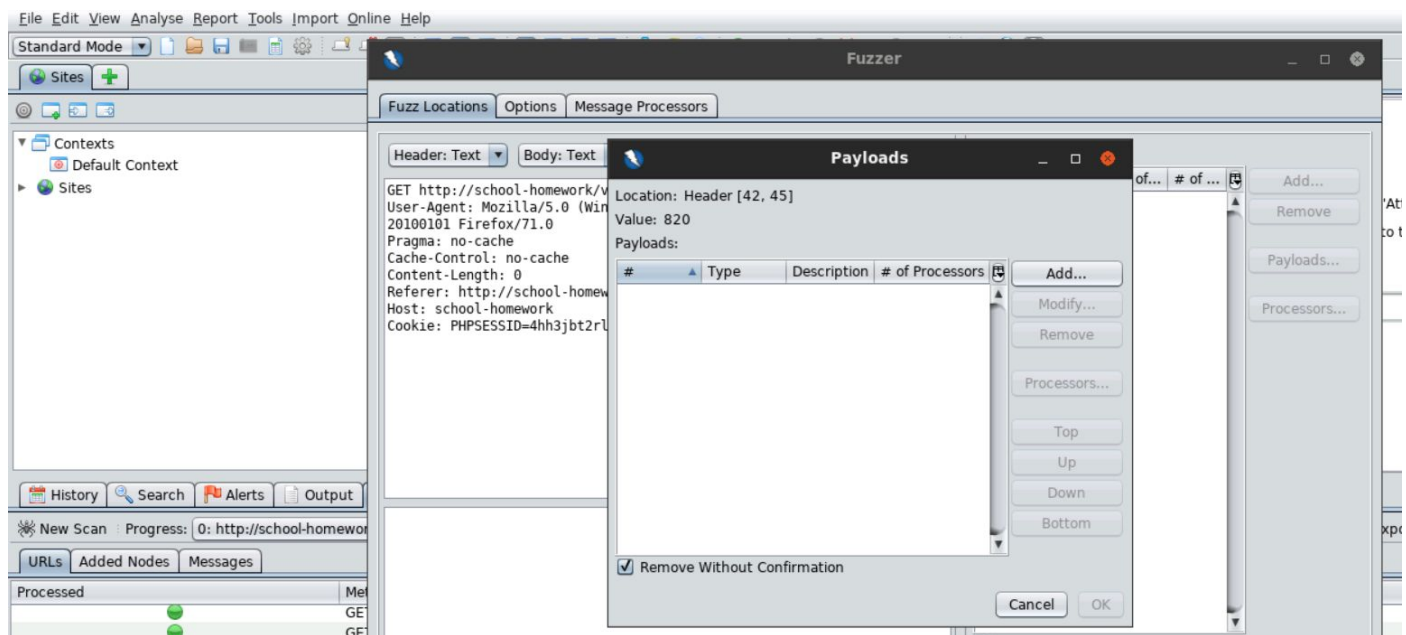 File Edit View Analyse Report Tools Import Online Help
Standard Mode
Fuzzer
Sites
Fuzz Locations Options Message Processors
Contexts
Default Context
Sites
Header: Text Body: Text
GET http://school-homework/v
User-Agent: Mozilla/5.0 (Win
20100101 Firefox/71.0
Pragma: no-cache
Cache-Control: no-cache
Content-Length: 0
Referer: http://school-homew
Host: school-homework
Cookie: PHPSESSID=4hh3jbt2rl
Payloads
Location: Header [42, 45]
Value: 820
Payloads:
# Type Description # of Processors
Add...
Modify...
Remove
Processors...
Top
Up
Down
Bottom
Remove Without Confirmation
Cancel OK
of... # of ...
Add...
Remove
Payloads...
Processors...
'Att
to t
History Search Alerts Output
New Scan Progress: 0: http://school-homewor
xpo
URLs Added Nodes Messages
Processed Met
GET
GET